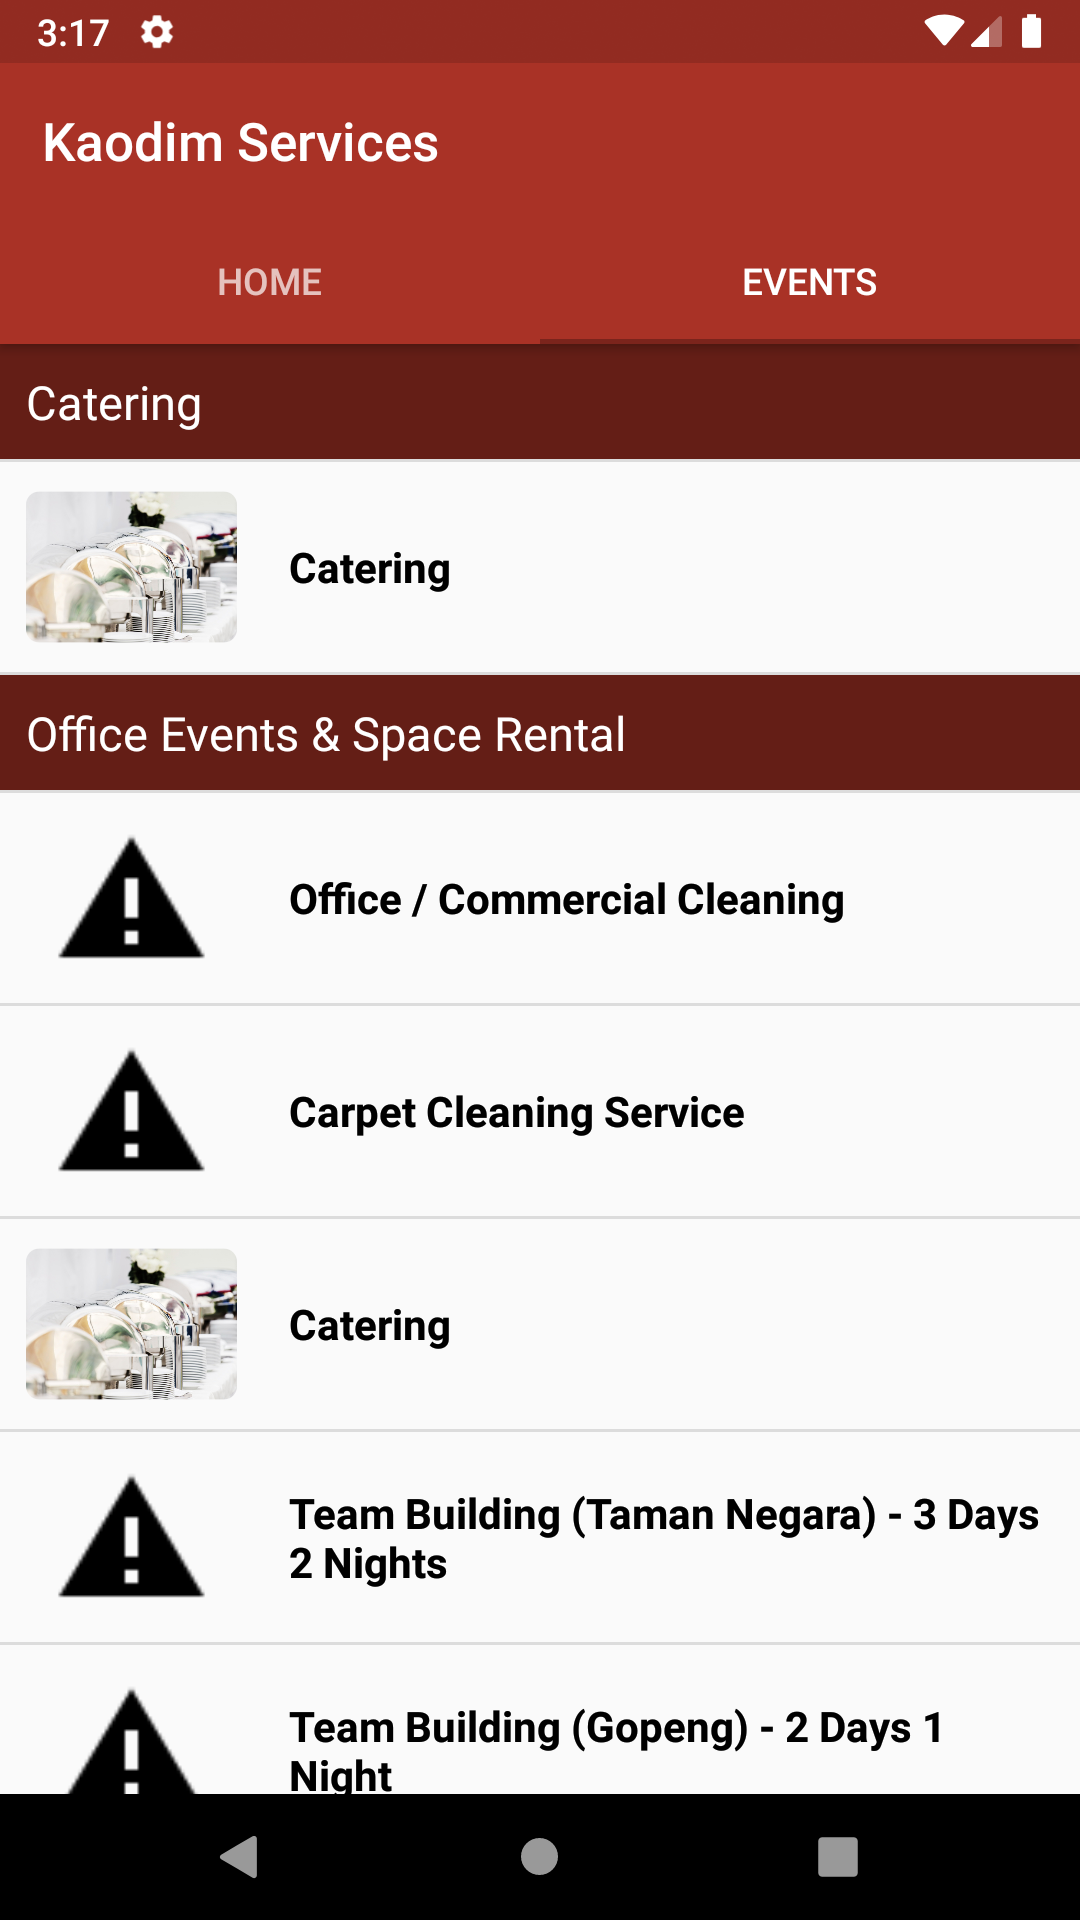 3:17
Kaodim Services
HOME
EVENTS
Catering
Catering
Office Events & Space Rental
Office / Commercial Cleaning
Carpet Cleaning Service
Catering
Team Building (Taman Negara) - 3 Days
2 Nights
Team Building (Gopeng) - 2 Days 1
Night